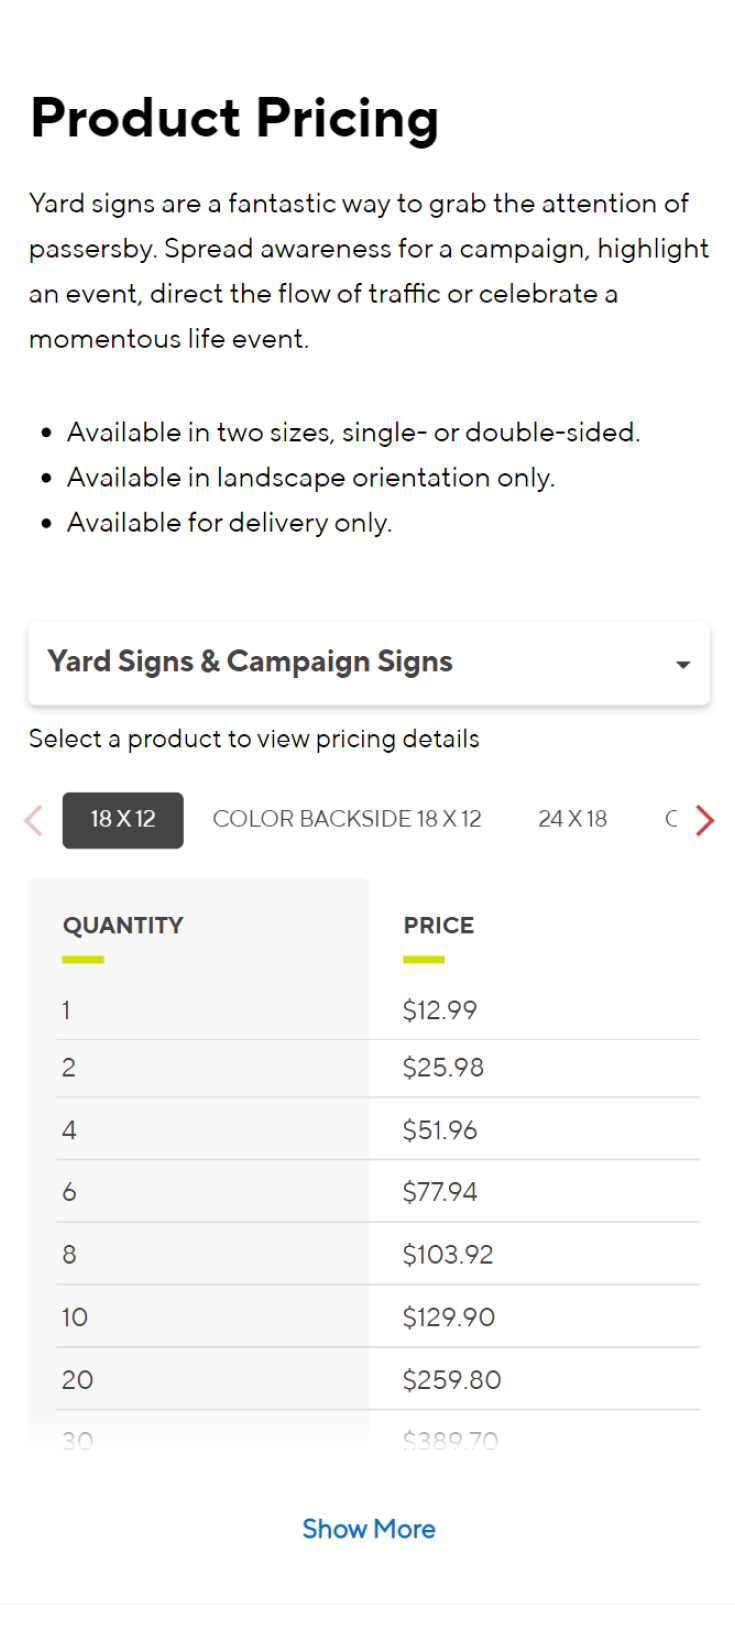 Product Pricing
Yard signs are a fantastic way to grab the attention of
passersby. Spread awareness for a campaign, highlight
an event, direct the flow of traffic or celebrate a
momentous life event.
• Available in two sizes, single- or double-sided.
• Available in landscape orientation only.
• Available for delivery only.
Yard Signs & Campaign Signs
Select a product to view pricing details
18 X 12 COLOR BACKSIDE 18 X 12 24 X 18
QUANTITY PRICE
1 $12.99
2 $25.98
4 $51.96
6 $77.94
8 $103.92
10 $129.90
20 $259.80
30 $389.70
Show More